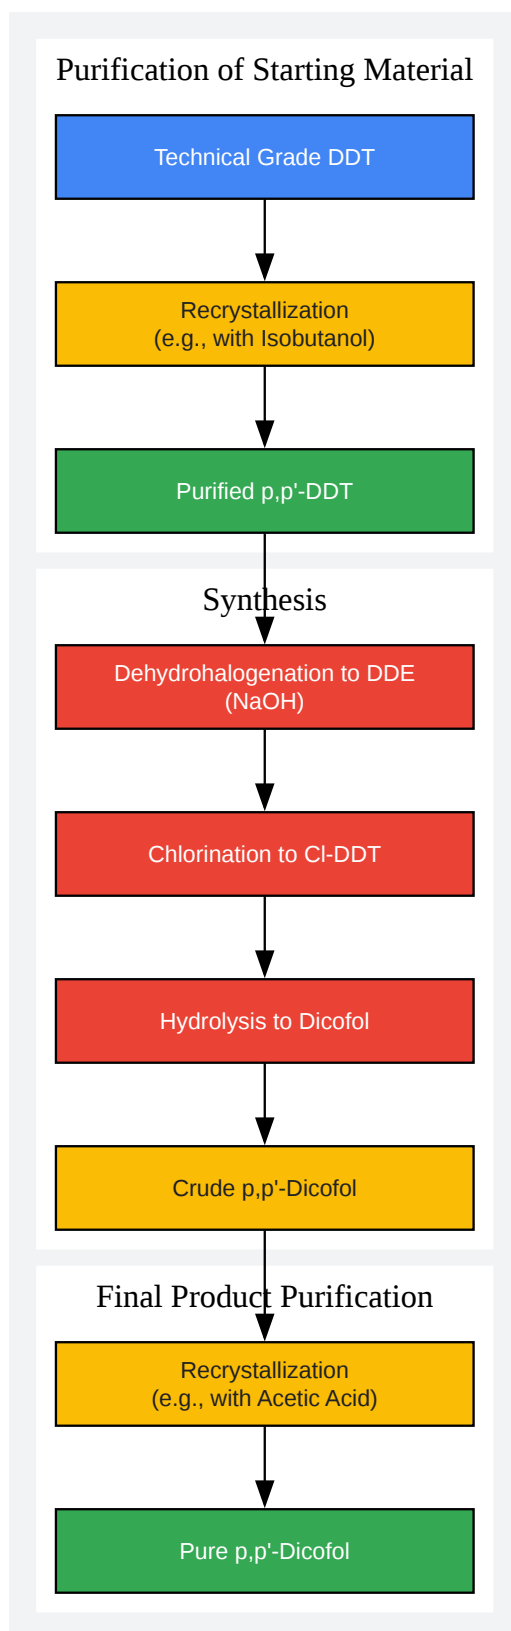 Purification of Starting Material
Technical Grade DDT
Recrystallization
(e.g., with Isobutanol)
Purified p,p'-DDT
Synthesis
Dehydrohalogenation to DDE
(NaOH)
Chlorination to Cl-DDT
Hydrolysis to Dicofol
Crude p,p'-Dicofol
Final Product Purification
Recrystallization
(e.g., with Acetic Acid)
Pure p,p'-Dicofol